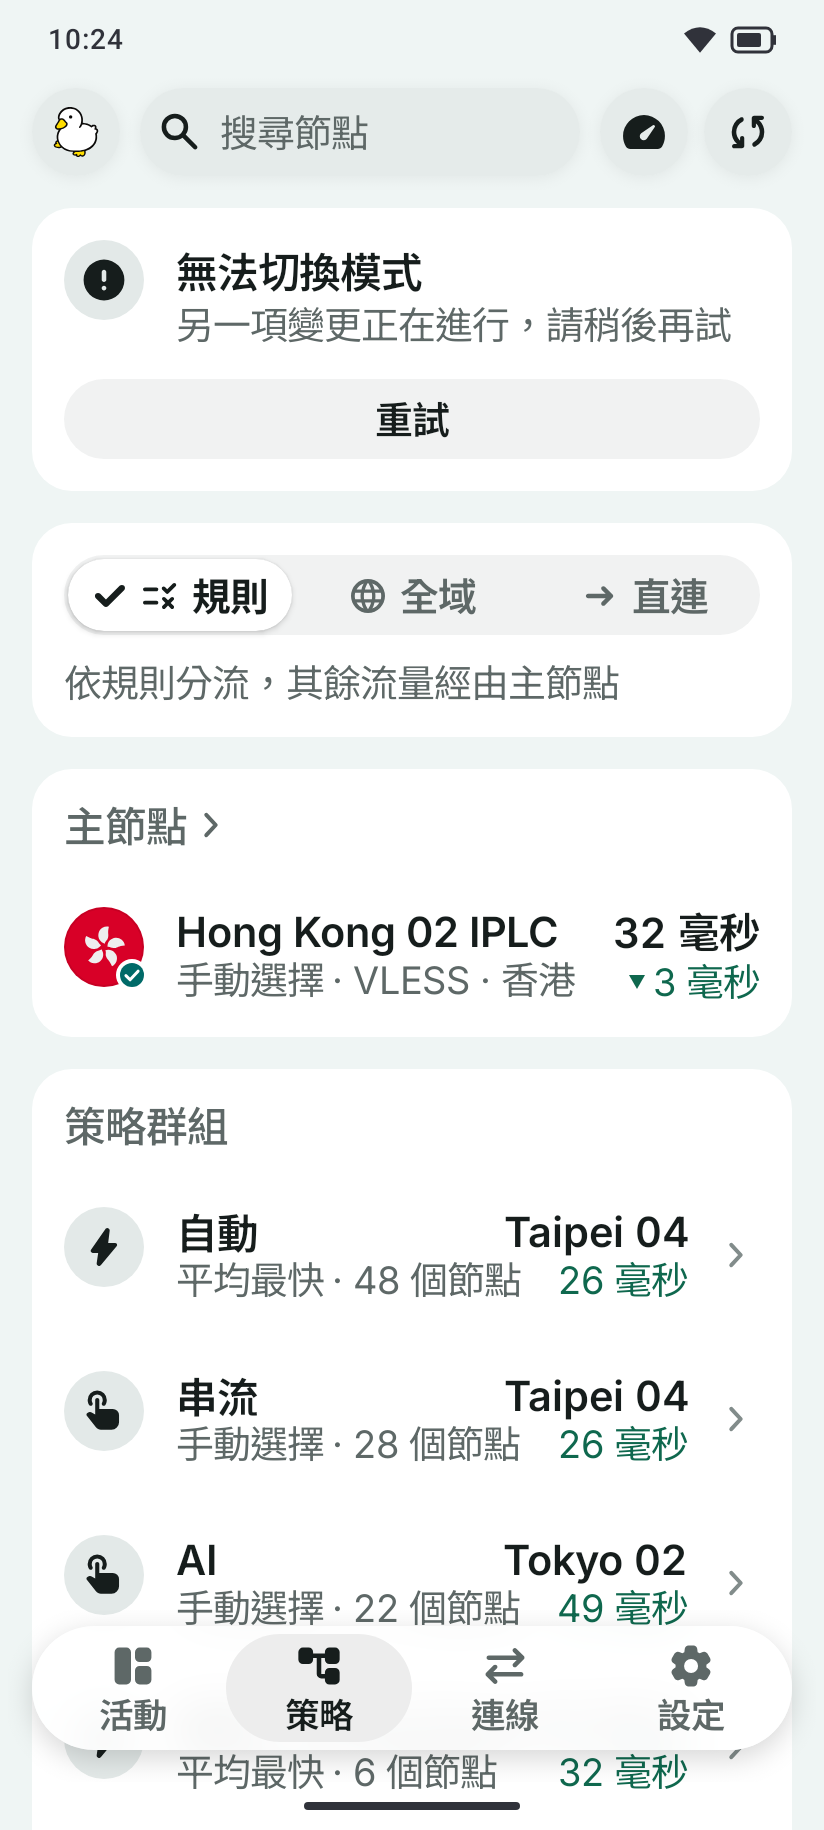 10:24
搜尋節點
無法切換模式
另一項變更正在進行，請稍後再試
重試
規則
全域
直連
依規則分流，其餘流量經由主節點
主節點
Hong Kong 02 IPLC
32 毫秒
手動選擇 · VLESS · 香港
▼3 毫秒
策略群組
自動
Taipei 04
平均最快 · 48 個節點
26 毫秒
串流
Taipei 04
手動選擇 · 28 個節點
26 毫秒
AI
Tokyo 02
手動選擇 · 22 個節點
49 毫秒
活動
策略
連線
設定
平均最快 · 6 個節點
32 毫秒